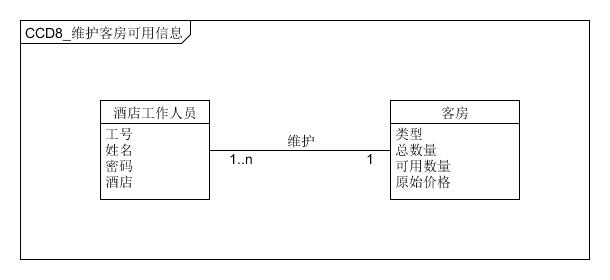 CCD8_维护客房可用信息
酒店工作人员
工号
姓名
密码
酒店
维护
1..n
1
客房
类型
总数量
可用数量
原始价格